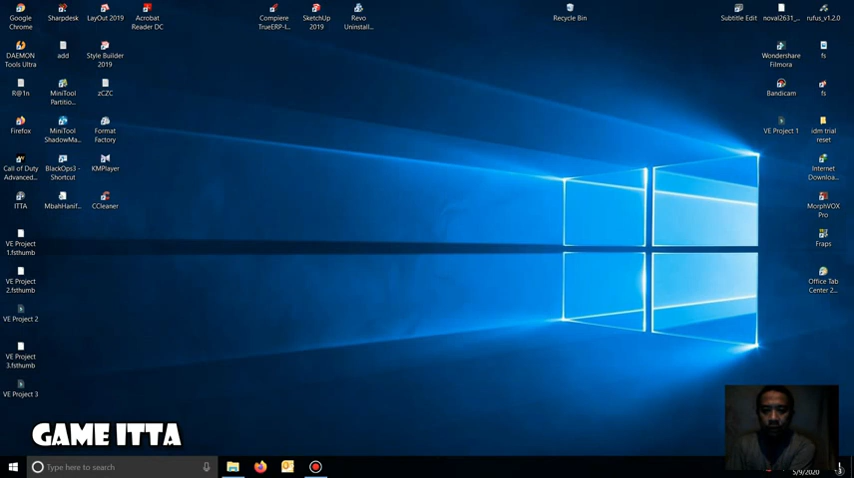 Google
Chrome
Sharpdesk
LayOut 2019
Acrobat
Reader DC
Compiere
TrueERP-I...
SketchUp
2019
Revo
Uninstall...
Recycle Bin
Subtitle Edit
noval2631_...
rufus_v1.2.0
DAEMON
Tools Ultra
add
Style Builder
2019
Wondershare
Filmora
fs
R@1n
MiniTool
Partitio...
zCZC
Bandicam
fs
Firefox
MiniTool
ShadowMa...
Format
Factory
VE Project 1
idm trial
reset
Call of Duty
Advanced...
BlackOps3 -
Shortcut
KMPlayer
Internet
Downloa...
ITTA
MbahHanif...
CCleaner
MorphVOX
Pro
VE Project
1.fsthumb
Fraps
VE Project
2.fsthumb
Office Tab
Center 2...
VE Project 2
VE Project
3.fsthumb
VE Project 3
GAME ITTA
Type here to search
5/9/2020